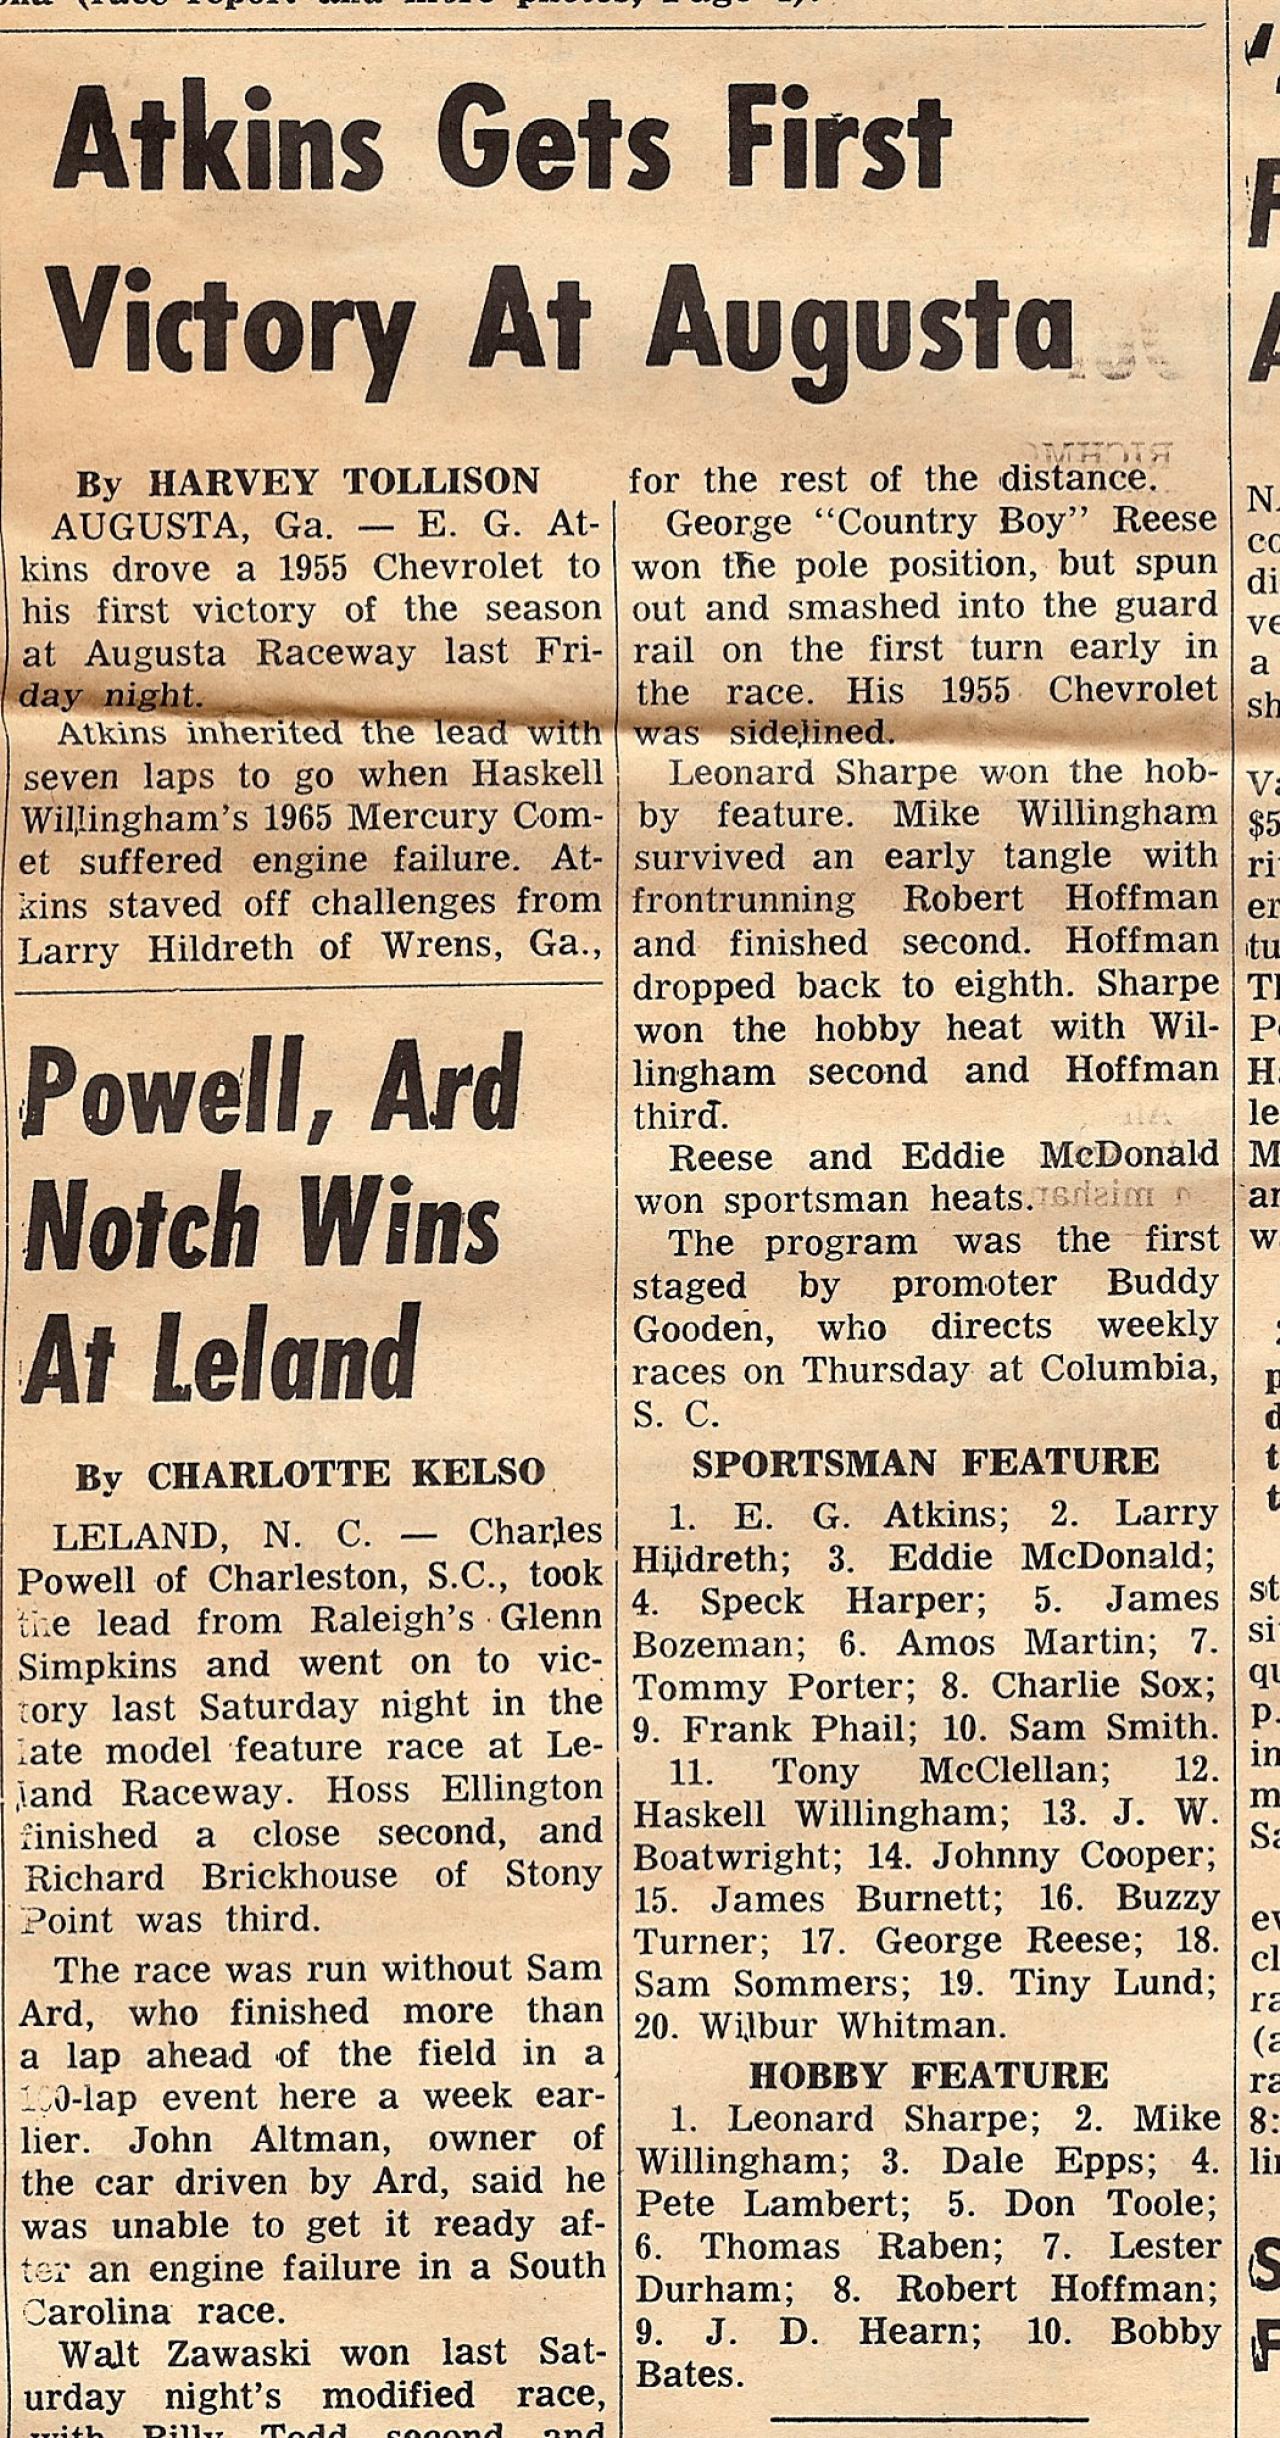 Atkins Gets First
Victory At Augusta
By HARVEY TOLLISON
AUGUSTA, Ga. — E. G. At-
kins drove a 1955 Chevrolet to
his first victory of the season
at Augusta Raceway last Fri-
day night.
Atkins inherited the lead with
seven laps to go when Haskell
Willingham's 1965 Mercury Com-
et suffered engine failure. At-
kins staved off challenges from
Larry Hildreth of Wrens, Ga.,
for the rest of the distance.
George "Country Boy" Reese
won the pole position, but spun
out and smashed into the guard
rail on the first turn early in
the race. His 1955 Chevrolet
was sidelined.
Leonard Sharpe won the hob-
by feature. Mike Willingham
survived an early tangle with
frontrunning Robert Hoffman
and finished second. Hoffman
dropped back to eighth. Sharpe
won the hobby heat with Wil-
lingham second and Hoffman
third.
Reese and Eddie McDonald
won sportsman heats.
The program was the first
staged by promoter Buddy
Gooden, who directs weekly
races on Thursday at Columbia,
S. C.
SPORTSMAN FEATURE
1. E. G. Atkins; 2. Larry
Hildreth; 3. Eddie McDonald;
4. Speck Harper; 5. James
Bozeman; 6. Amos Martin; 7.
Tommy Porter; 8. Charlie Sox;
9. Frank Phail; 10. Sam Smith.
11. Tony McClellan; 12.
Haskell Willingham; 13. J. W.
Boatwright; 14. Johnny Cooper;
15. James Burnett; 16. Buzzy
Turner; 17. George Reese; 18.
Sam Sommers; 19. Tiny Lund;
20. Wilbur Whitman.
HOBBY FEATURE
1. Leonard Sharpe; 2. Mike
Willingham; 3. Dale Epps; 4.
Pete Lambert; 5. Don Toole;
6. Thomas Raben; 7. Lester
Durham; 8. Robert Hoffman;
9. J. D. Hearn; 10. Bobby
Bates.
Powell, Ard
Notch Wins
At Leland
By CHARLOTTE KELSO
LELAND, N. C. — Charles
Powell of Charleston, S.C., took
the lead from Raleigh's Glenn
Simpkins and went on to vic-
tory last Saturday night in the
late model feature race at Le-
land Raceway. Hoss Ellington
finished a close second, and
Richard Brickhouse of Stony
Point was third.
The race was run without Sam
Ard, who finished more than
a lap ahead of the field in a
100-lap event here a week ear-
lier. John Altman, owner of
the car driven by Ard, said he
was unable to get it ready af-
ter an engine failure in a South
Carolina race.
Walt Zawaski won last Sat-
urday night's modified race,
with Billy Todd second and